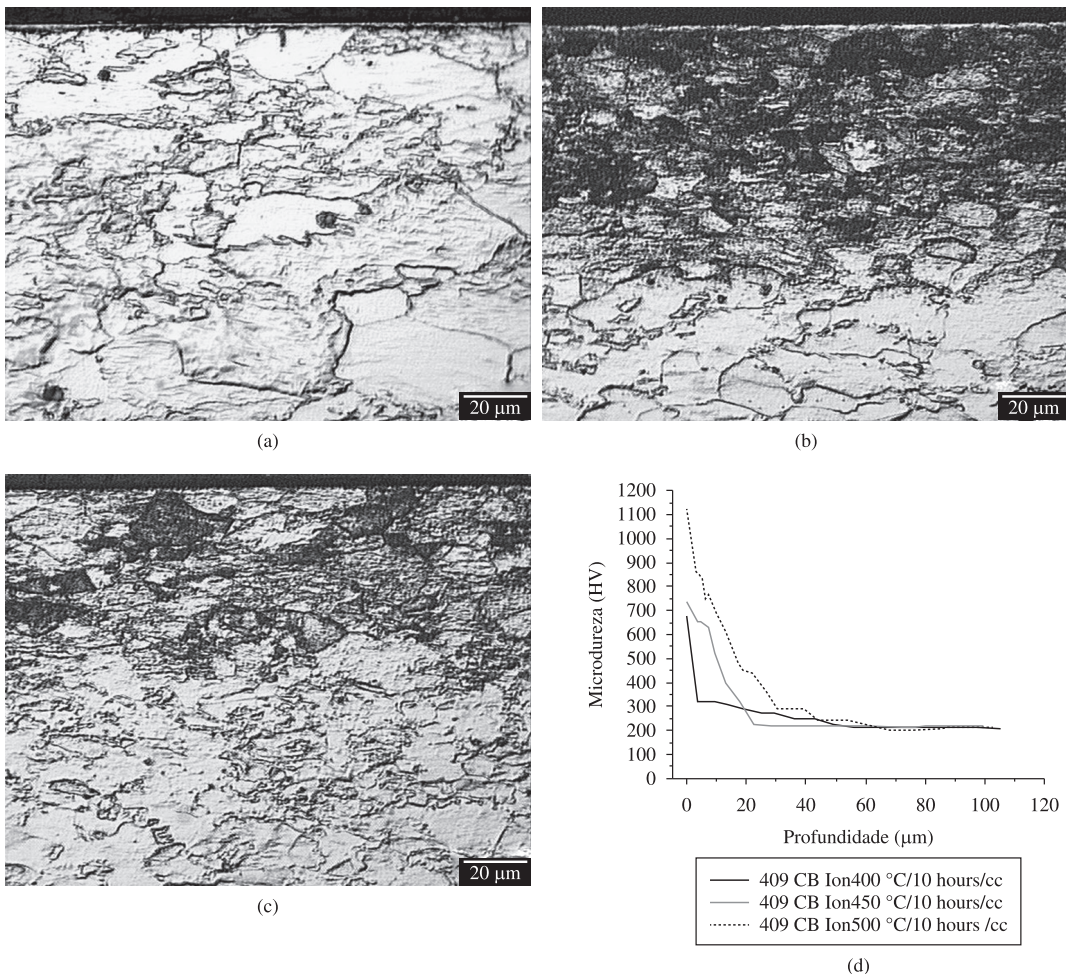 20 μm
20 μm
(a)
(b)
20 μm
(c)
1200
1100
1000
900
800
700
600
500
400
300
200
100
0
Microdureza (HV)
0 20 40 60 80 100 120
Profundidade (μm)
409 CB Ion400 °C/10 hours/cc
409 CB Ion450 °C/10 hours/cc
409 CB Ion500 °C/10 hours /cc
(d)